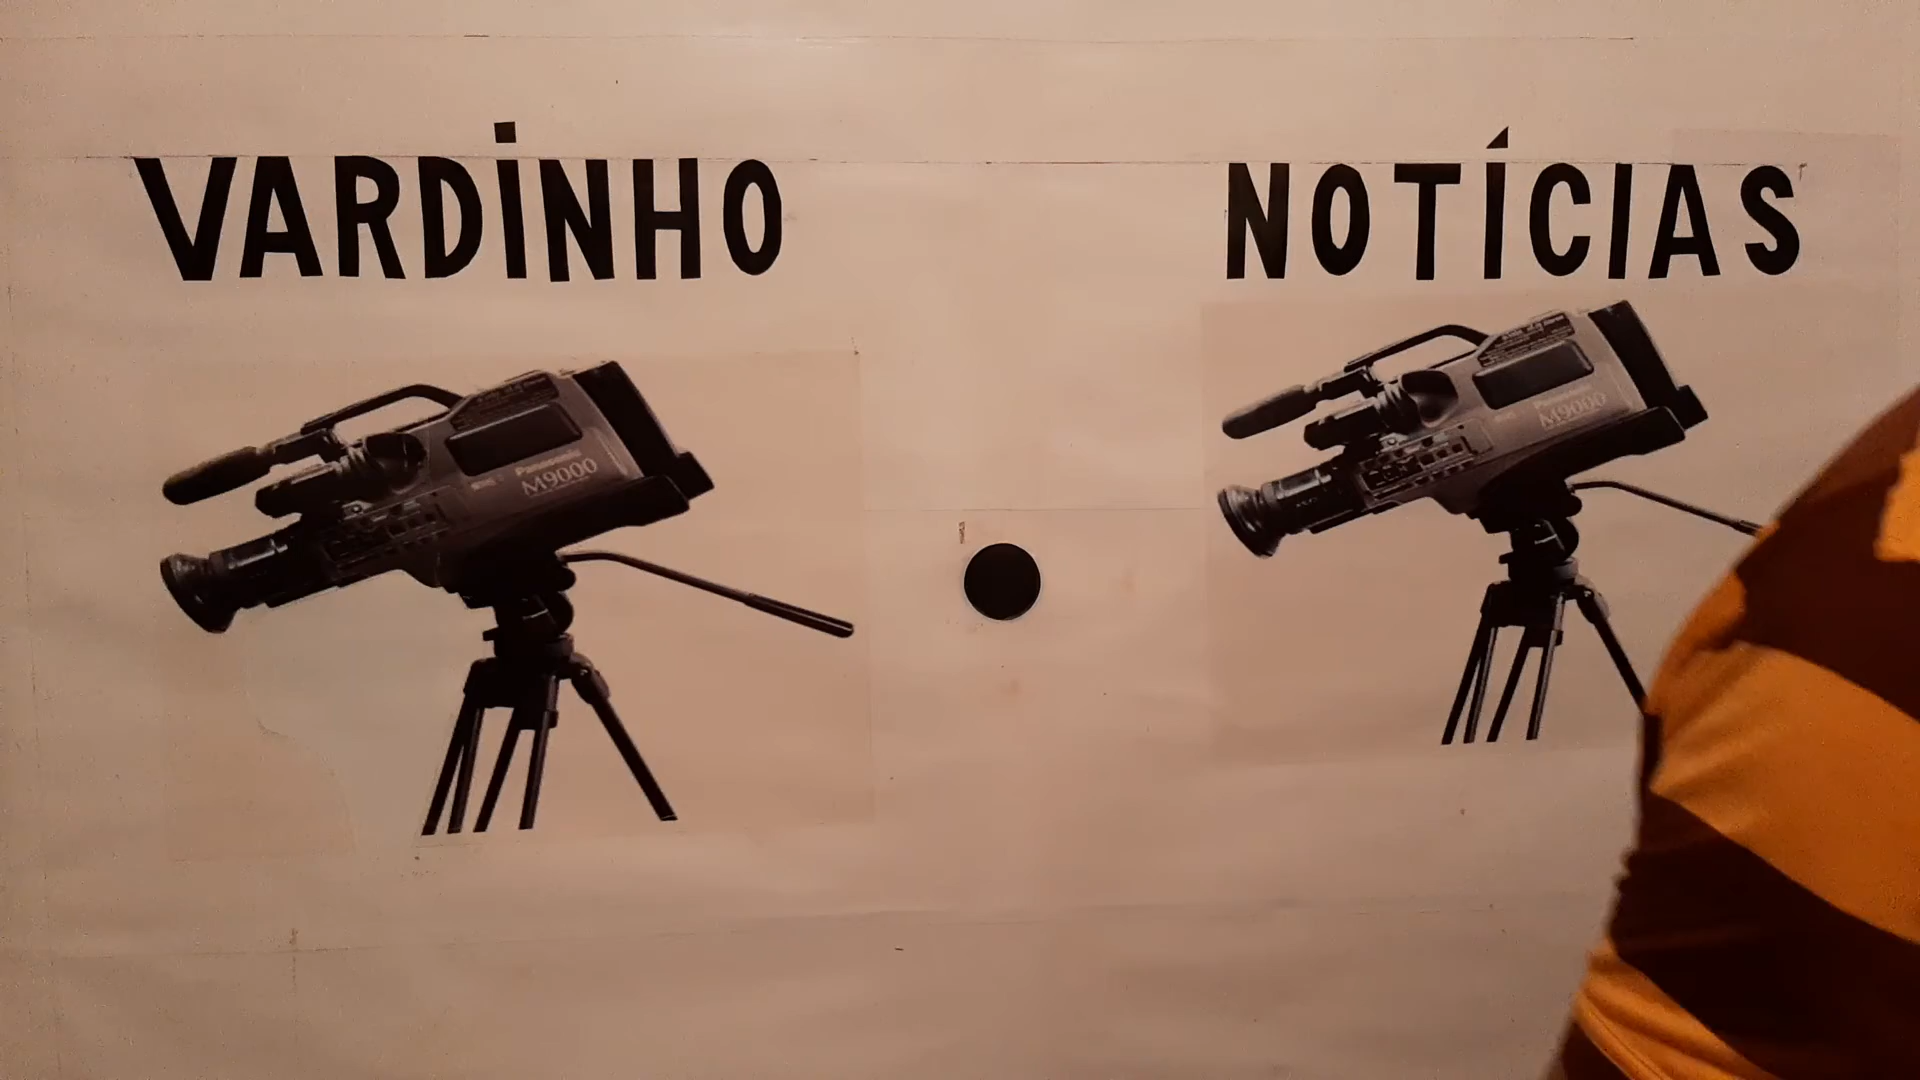 VARDINHO NOTÍCIAS
Panasonic
M9000
Panasonic
M9000